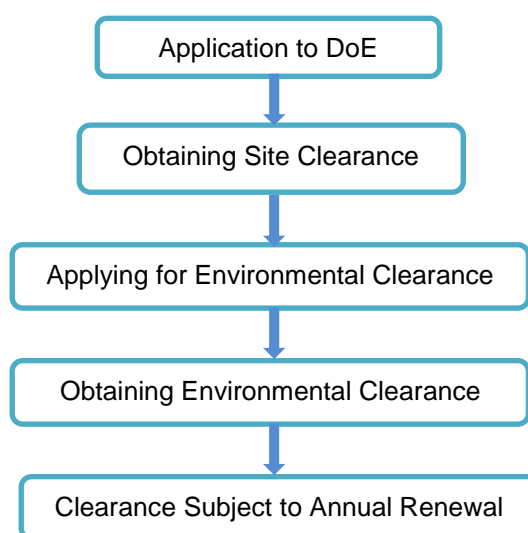 Application to DoE
Obtaining Site Clearance
Applying for Environmental Clearance
Obtaining Environmental Clearance
Clearance Subject to Annual Renewal